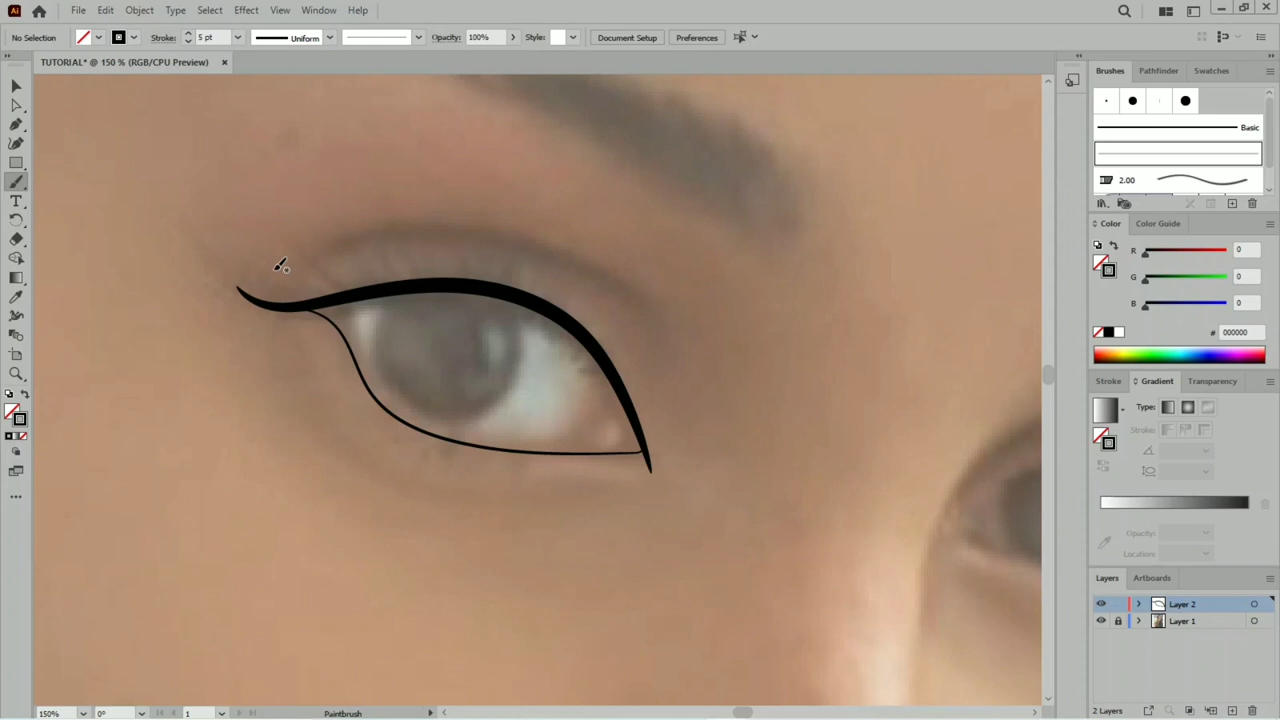 Ai File Edit Object Type Select Effect View Window Help
No Selection Stroke: 5 pt Uniform Opacity: 100% Style: Document Setup Preferences
TUTORIAL* @ 150 % (RGB/CPU Preview) ×
Brushes Pathfinder Swatches
Basic
2.00
Color Color Guide
R 0
G 0
B 0
# 000000
Stroke Gradient Transparency
Type:
Stroke:
Opacity:
Location:
Layers Artboards
Layer 2
Layer 1
150% 0° 1 Paintbrush 2 Layers